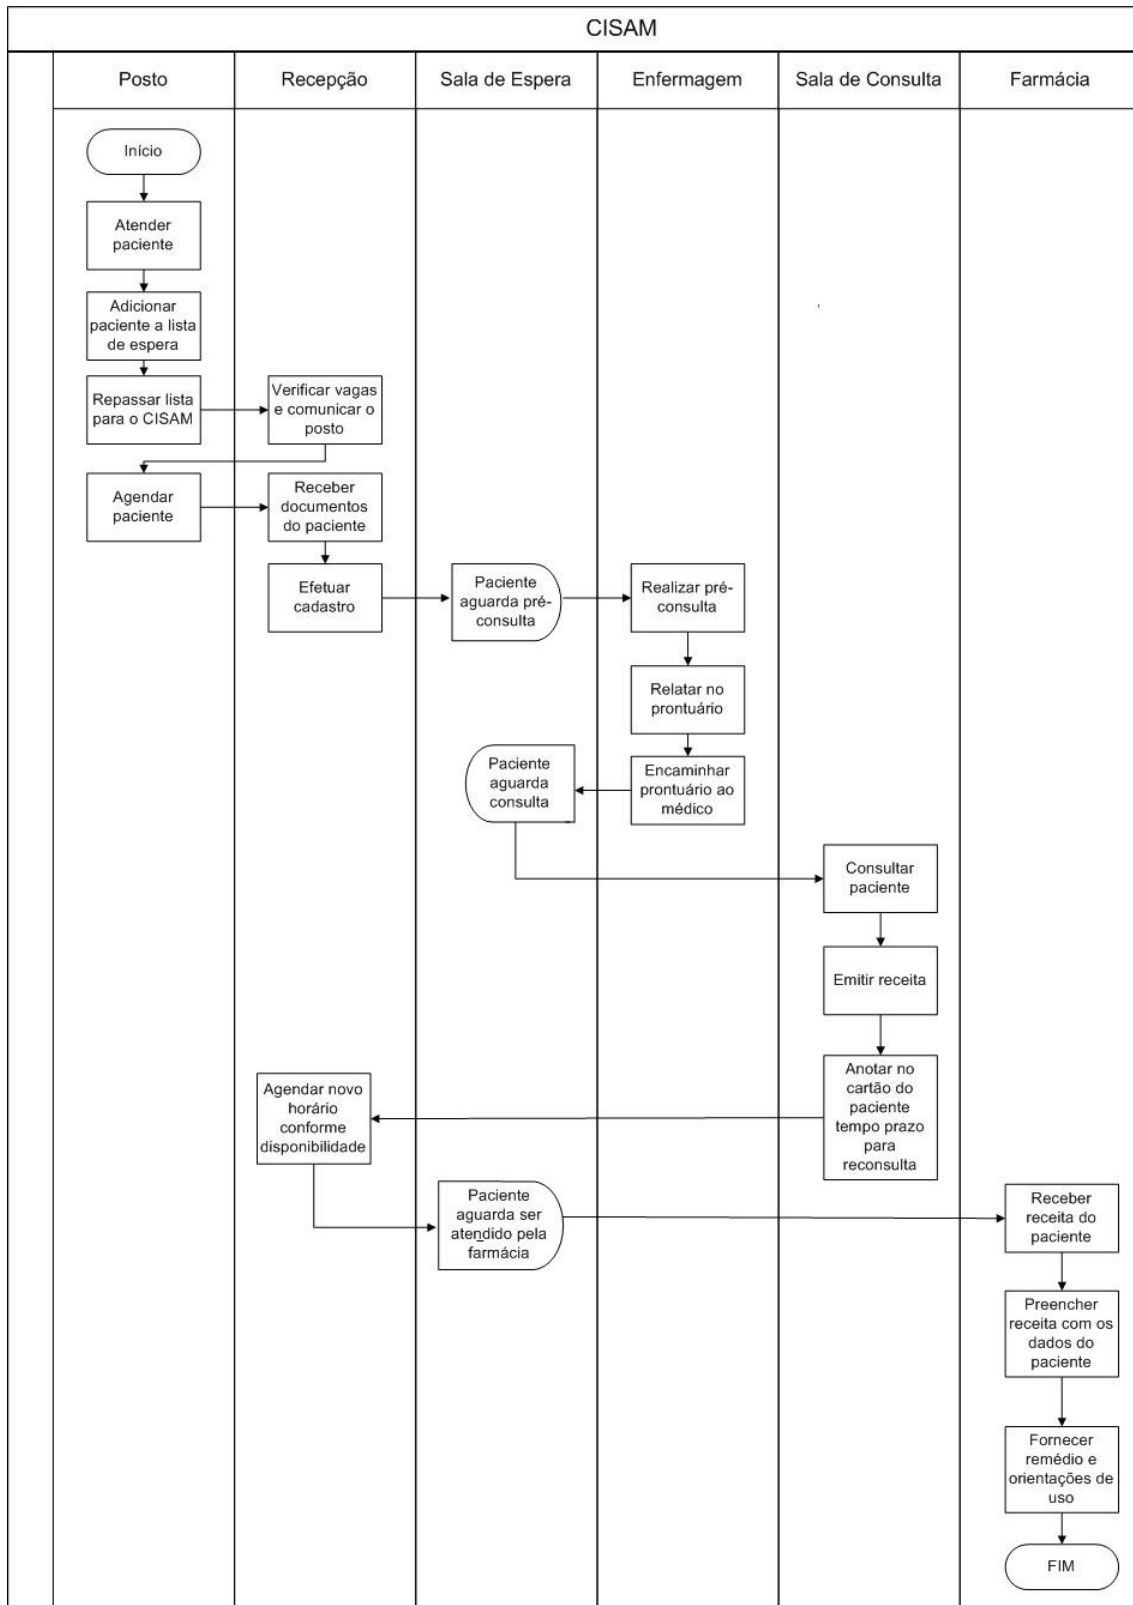 CISAM
Posto
Recepção
Sala de Espera
Enfermagem
Sala de Consulta
Farmácia
Início
Atender
paciente
Adicionar
paciente a lista
de espera
Repassar lista
para o CISAM
Verificar vagas
e comunicar o
posto
Agendar
paciente
Receber
documentos
do paciente
Efetuar
cadastro
Paciente
aguarda pré-
consulta
Realizar pré-
consulta
Relatar no
prontuário
Encaminhar
prontuário ao
médico
Paciente
aguarda
consulta
Consultar
paciente
Emitir receita
Anotar no
cartão do
paciente
tempo prazo
para
reconsulta
Agendar novo
horário
conforme
disponibilidade
Paciente
aguarda ser
atendido pela
farmácia
Receber
receita do
paciente
Preencher
receita com os
dados do
paciente
Fornecer
remédio e
orientações de
uso
FIM